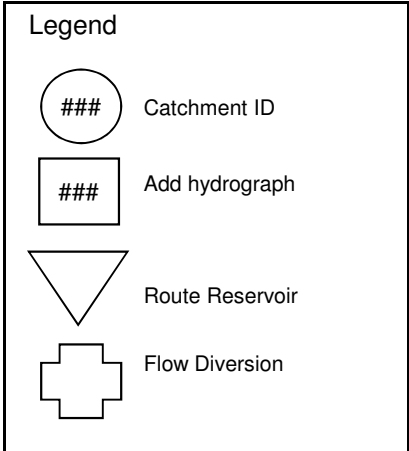 Legend
### Catchment ID
### Add hydrograph
Route Reservoir
Flow Diversion